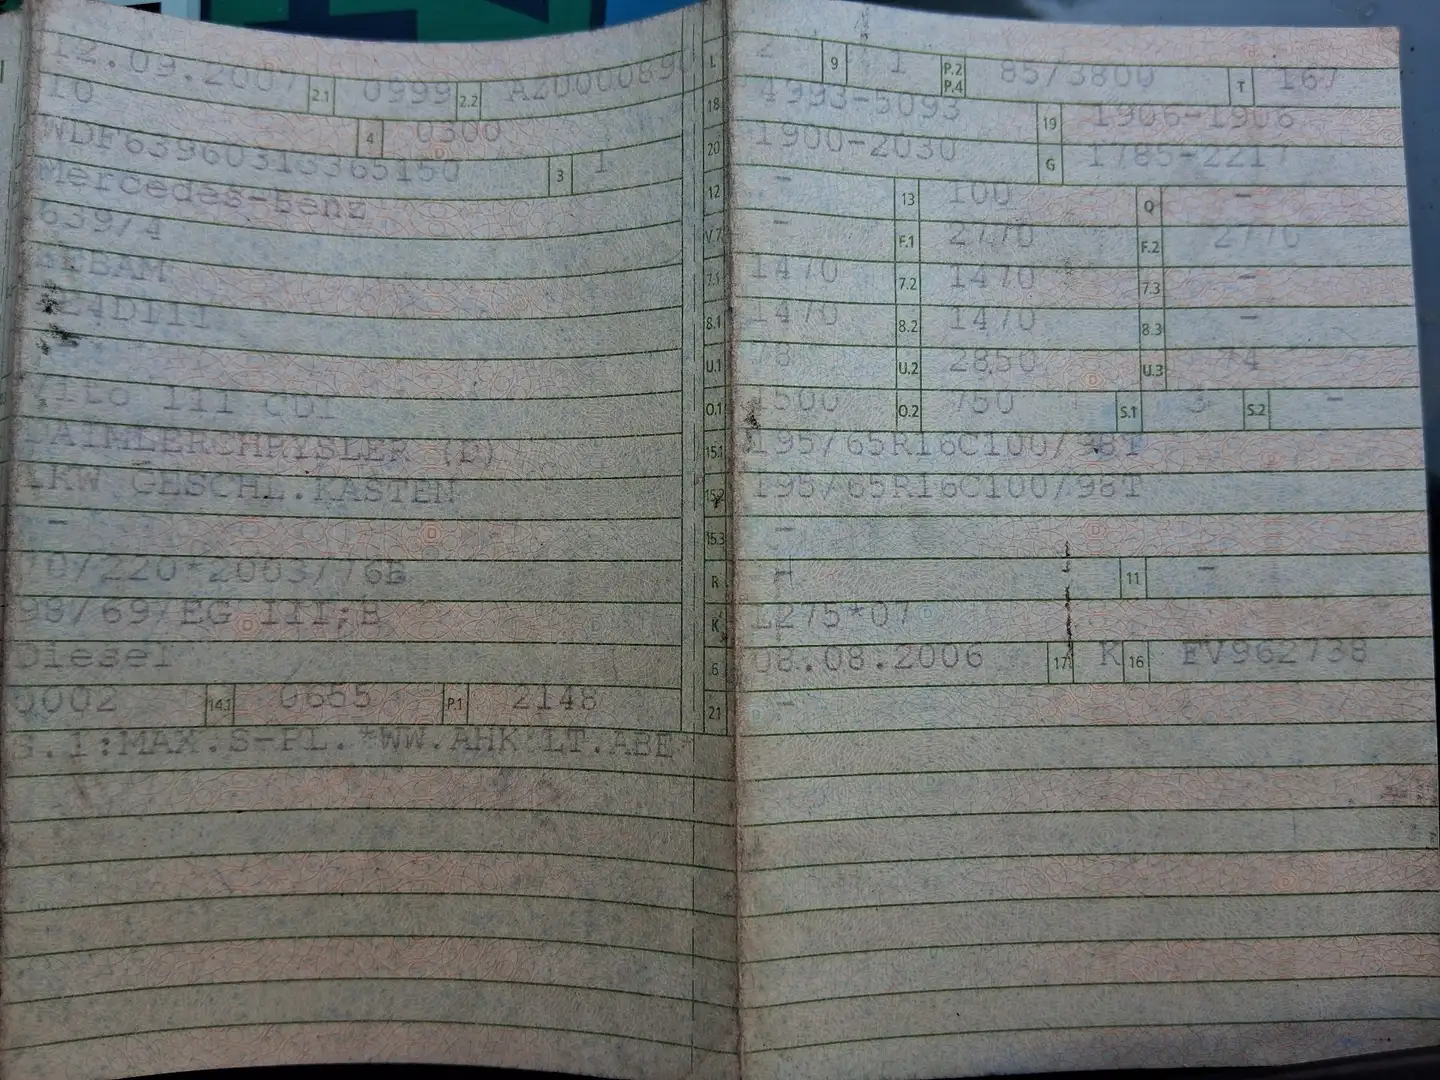 12.09.2007 2.1 0999 2.2 AZ0000890
10 4 0300
WDF63960313365150 3 1
Mercedes-Benz
639/4
Vito 111 CDI
DAIMLERCHRYSLER (D)
LKW GESCHL.KASTEN
-
70/220*2003/76B
98/69/EG III;B
Diesel
0002 14.1 0655 P.1 2148
S.1:MAX.S-PL.*WW.AHK LT.ABE
L 2 9 1 P.2 P.4 85/3800 T 167
18 4993-5093 19 1906-1906
20 1900-2030 G 1785-2217
12 - 13 100 Q -
V.7 - F.1 2770 F.2 2770
7.1 1470 7.2 1470 7.3 -
8.1 1470 8.2 1470 8.3 -
U.1 78 U.2 2850 U.3 74
O.1 1500 O.2 750 S.1 3 S.2 -
15.1 195/65R16C100/98T
15.2 195/65R16C100/98T
15.3 -
R 11 -
K L275*07
6 08.08.2006 17 K 16 FV962738
21 -